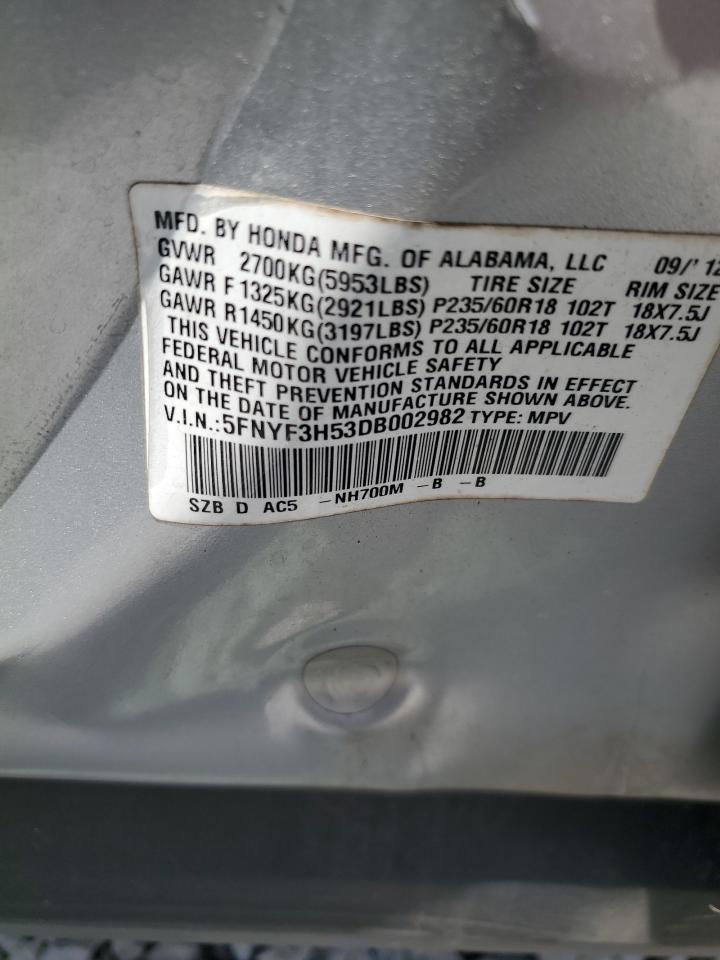 MFD. BY HONDA MFG. OF ALABAMA, LLC 09/'12
GVWR 2700KG(5953LBS) TIRE SIZE RIM SIZE
GAWR F 1325KG(2921LBS) P235/60R18 102T 18X7.5J
GAWR R1450KG(3197LBS) P235/60R18 102T 18X7.5J
THIS VEHICLE CONFORMS TO ALL APPLICABLE
FEDERAL MOTOR VEHICLE SAFETY
AND THEFT PREVENTION STANDARDS IN EFFECT
ON THE DATE OF MANUFACTURE SHOWN ABOVE.
V.I.N.:5FNYF3H53DB002982 TYPE: MPV
SZB D AC5 -NH700M -B -B